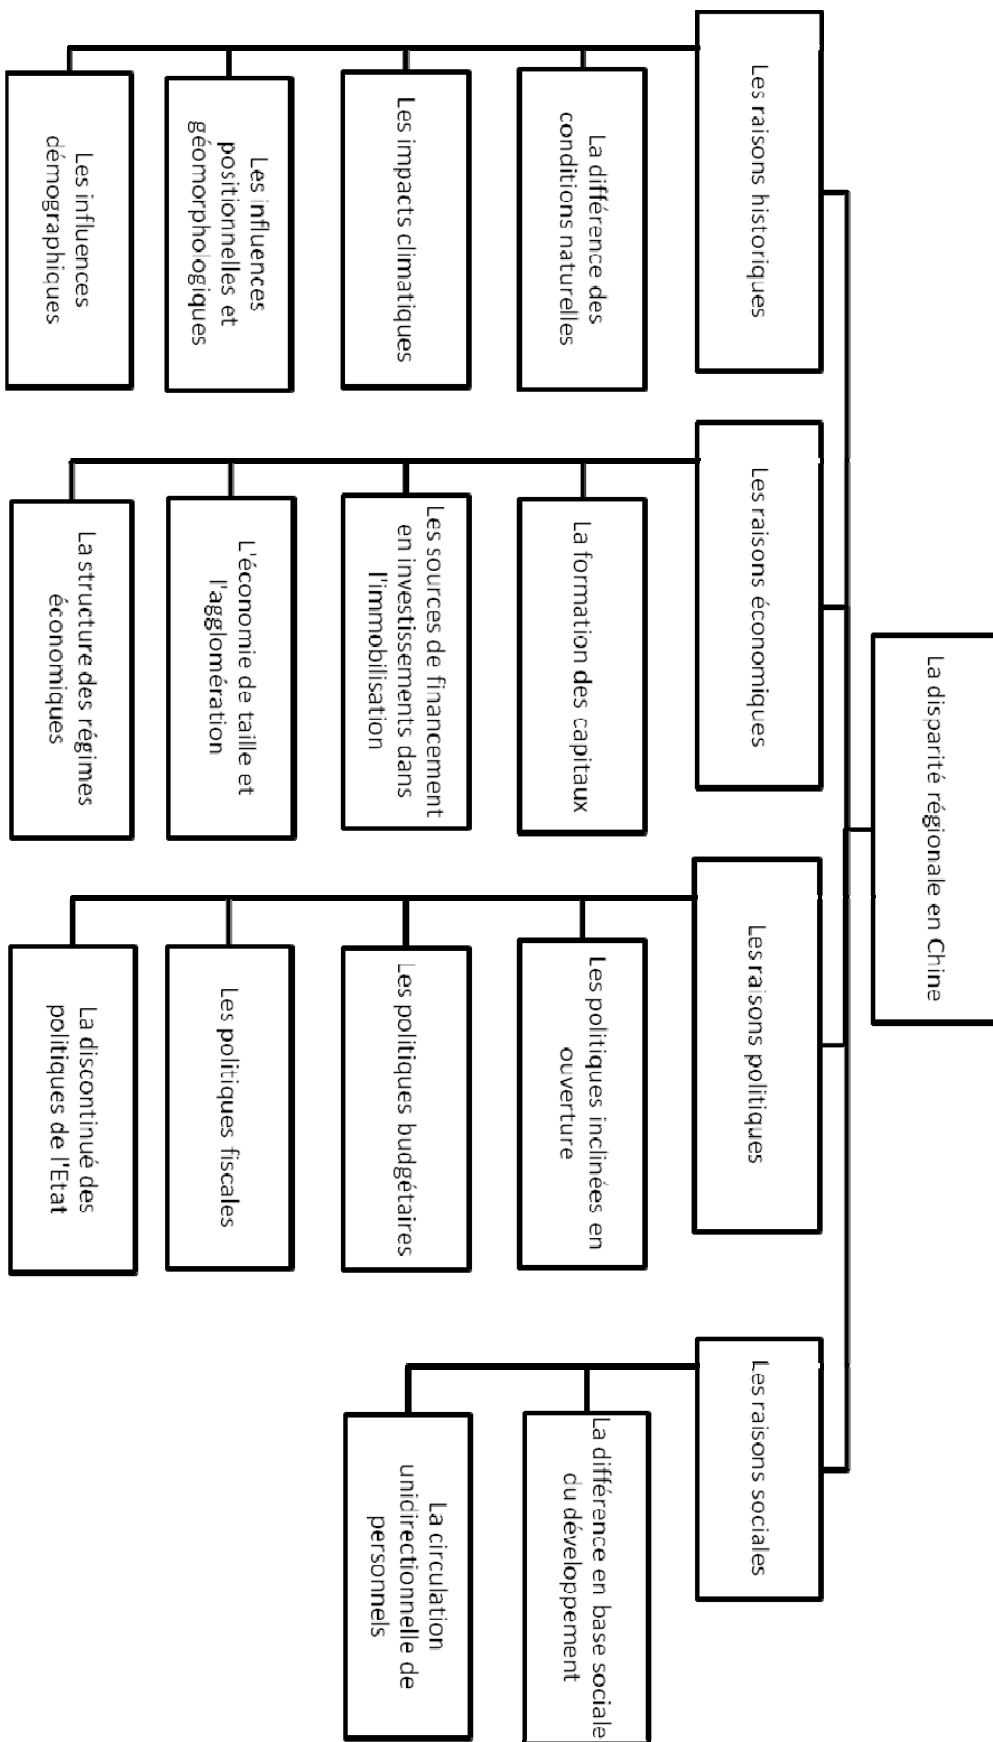 La disparité régionale en Chine
Les raisons historiques
La différence des
conditions naturelles
Les impacts climatiques
Les influences
positionnelles et
géomorphologiques
Les influences
démographiques
Les raisons économiques
La formation des capitaux
Les sources de financement
en investissements dans
l'immobilisation
L'économie de taille et
l'agglomération
La structure des régimes
économiques
Les raisons politiques
Les politiques inclinées en
ouverture
Les politiques budgétaires
Les politiques fiscales
La discontinué des
politiques de l'Etat
Les raisons sociales
La différence en base sociale
du développement
La circulation
unidirectionnelle de
personnels